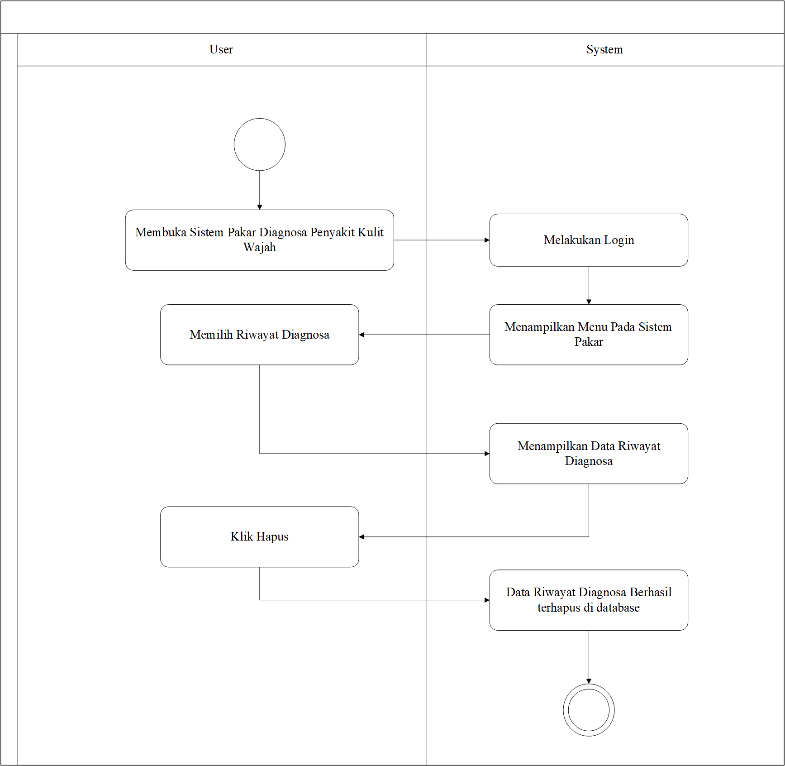 User
System
Membuka Sistem Pakar Diagnosa Penyakit Kulit
Wajah
Melakukan Login
Menampilkan Menu Pada Sistem
Pakar
Memilih Riwayat Diagnosa
Menampilkan Data Riwayat
Diagnosa
Klik Hapus
Data Riwayat Diagnosa Berhasil
terhapus di database